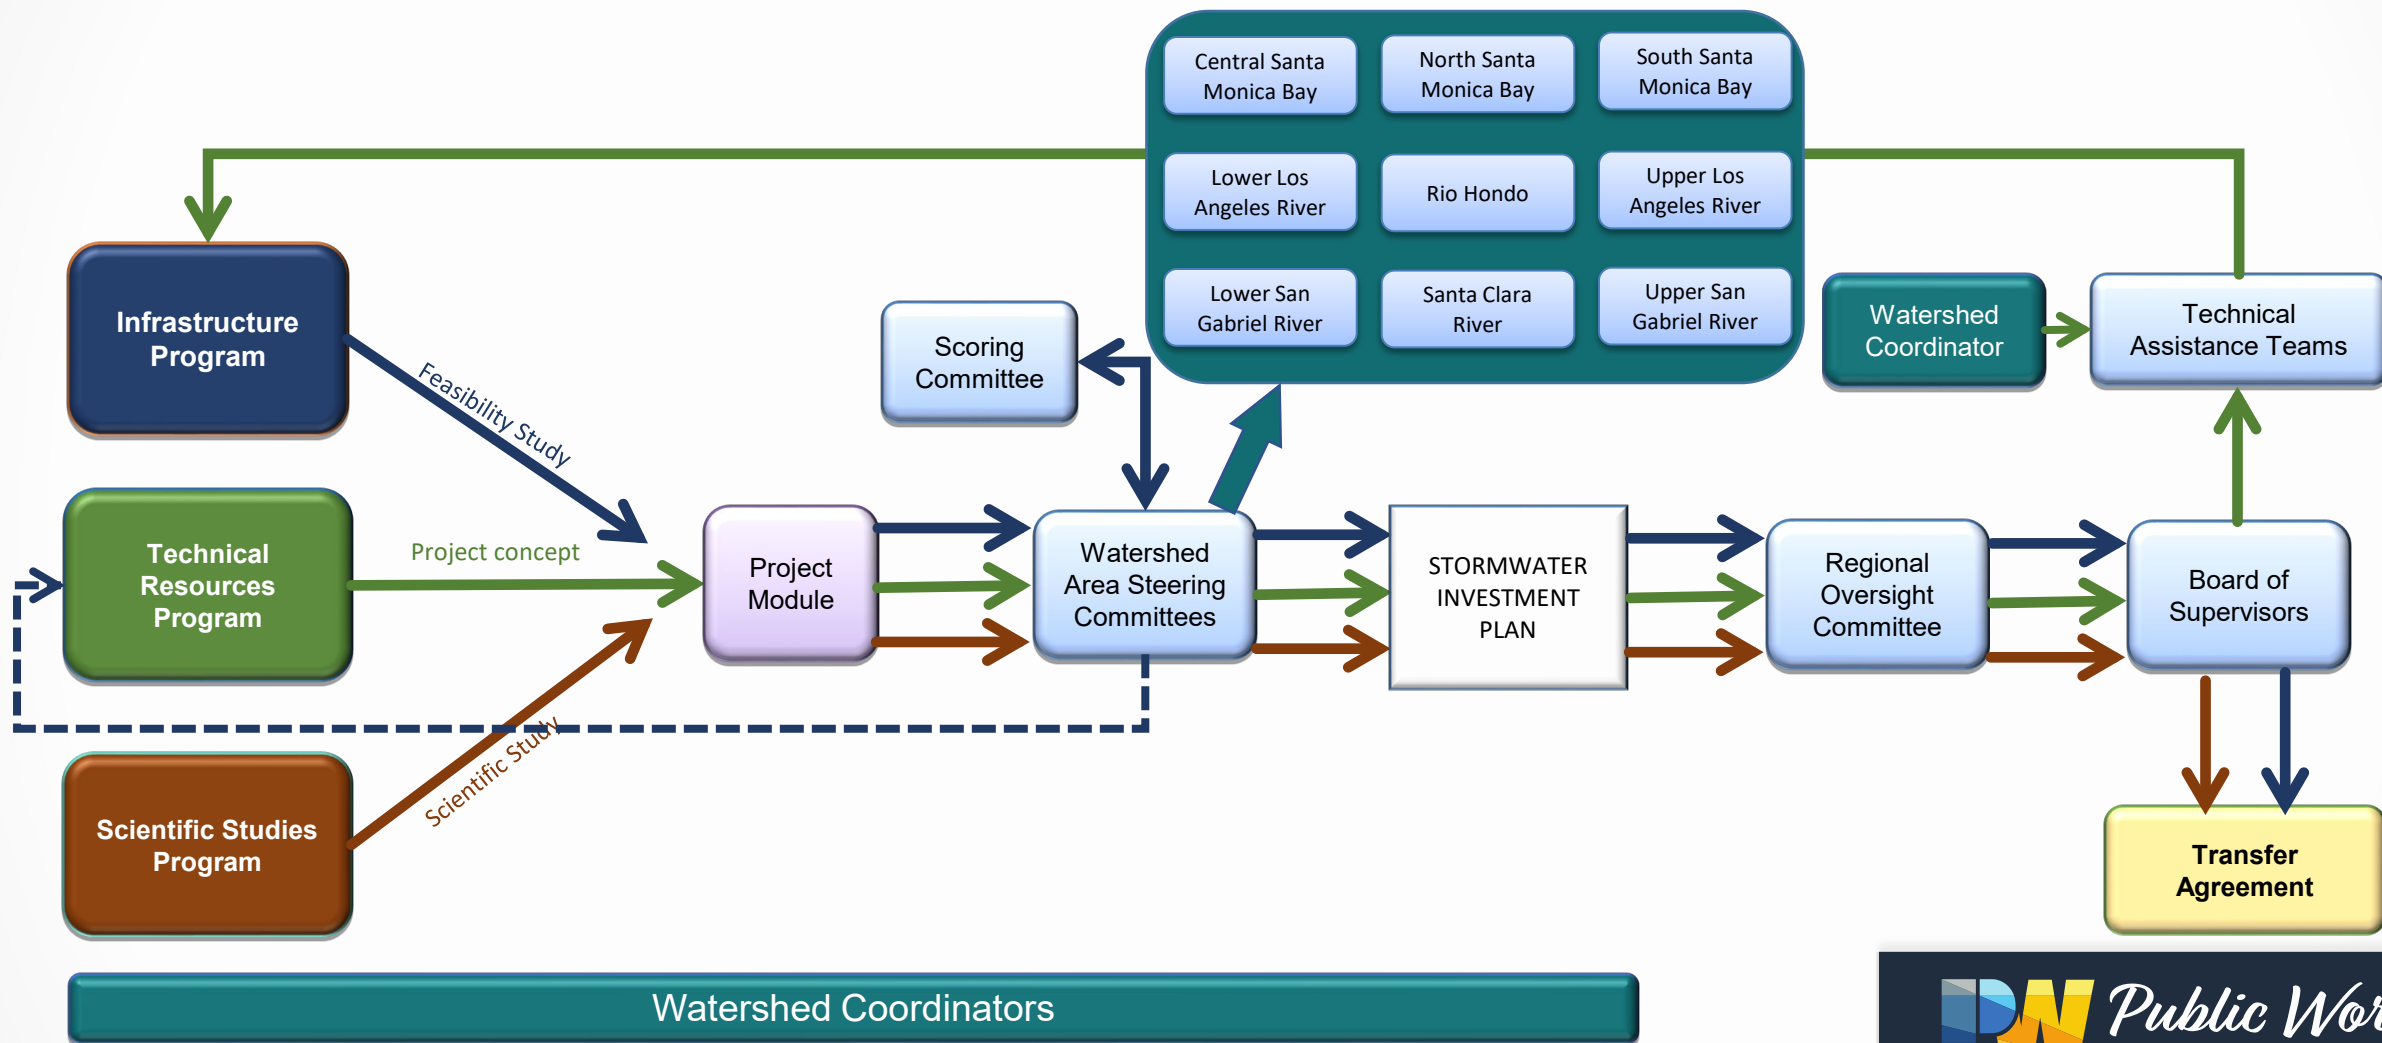 Central Santa
Monica Bay
North Santa
Monica Bay
South Santa
Monica Bay
Lower Los
Angeles River
Rio Hondo
Upper Los
Angeles River
Lower San
Gabriel River
Santa Clara
River
Upper San
Gabriel River
Infrastructure
Program
Feasibility Study
Scoring
Committee
Watershed
Coordinator
Technical
Assistance Teams
Technical
Resources
Program
Project concept
Project
Module
Watershed
Area Steering
Committees
STORMWATER
INVESTMENT
PLAN
Regional
Oversight
Committee
Board of
Supervisors
Scientific Studies
Program
Scientific Study
Transfer
Agreement
Watershed Coordinators
PW Public